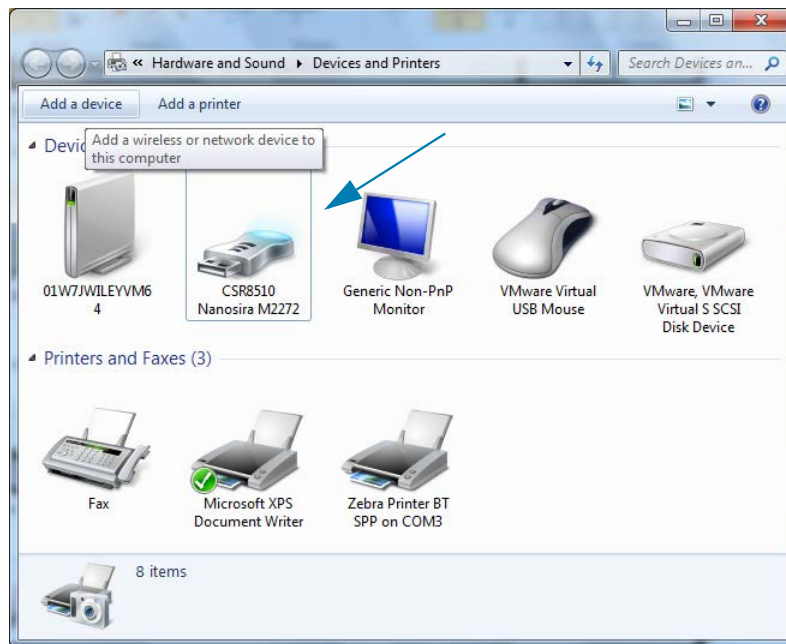 « Hardware and Sound ▸ Devices and Printers
Search Devices an...
Add a device
Add a printer
Add a wireless or network device to
this computer
Devic
01W7JWILEYVM6
4
CSR8510
Nanosira M2272
Generic Non-PnP
Monitor
VMware Virtual
USB Mouse
VMware, VMware
Virtual S SCSI
Disk Device
Printers and Faxes (3)
Fax
Microsoft XPS
Document Writer
Zebra Printer BT
SPP on COM3
8 items